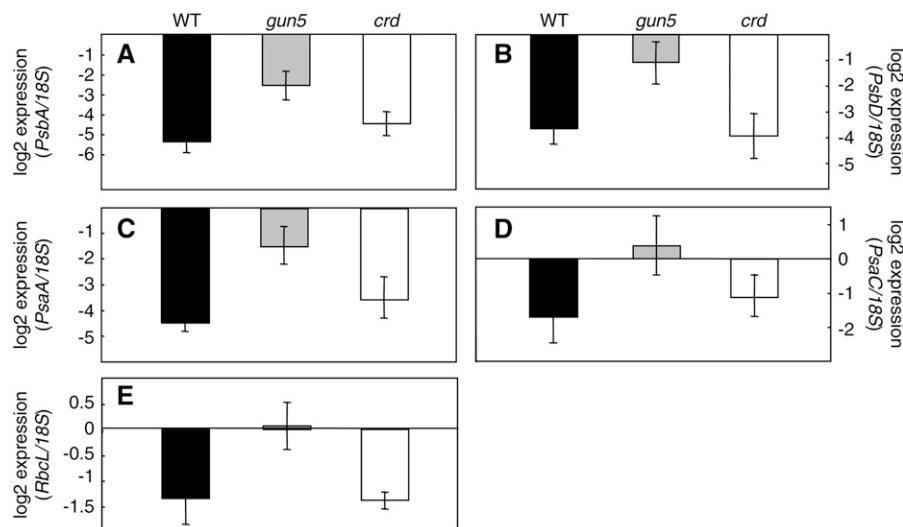 WT gun5 crd WT gun5 crd
A
-1
-2
-3
-4
-5
-6
log2 expression
(PsbA/18S)
B
-1
-2
-3
-4
-5
log2 expression
(PsbD/18S)
C
-1
-2
-3
-4
-5
log2 expression
(PsaA/18S)
D
1
0
-1
-2
log2 expression
(PsaC/18S)
E
0.5
0
-0.5
-1
-1.5
log2 expression
(RbcL/18S)